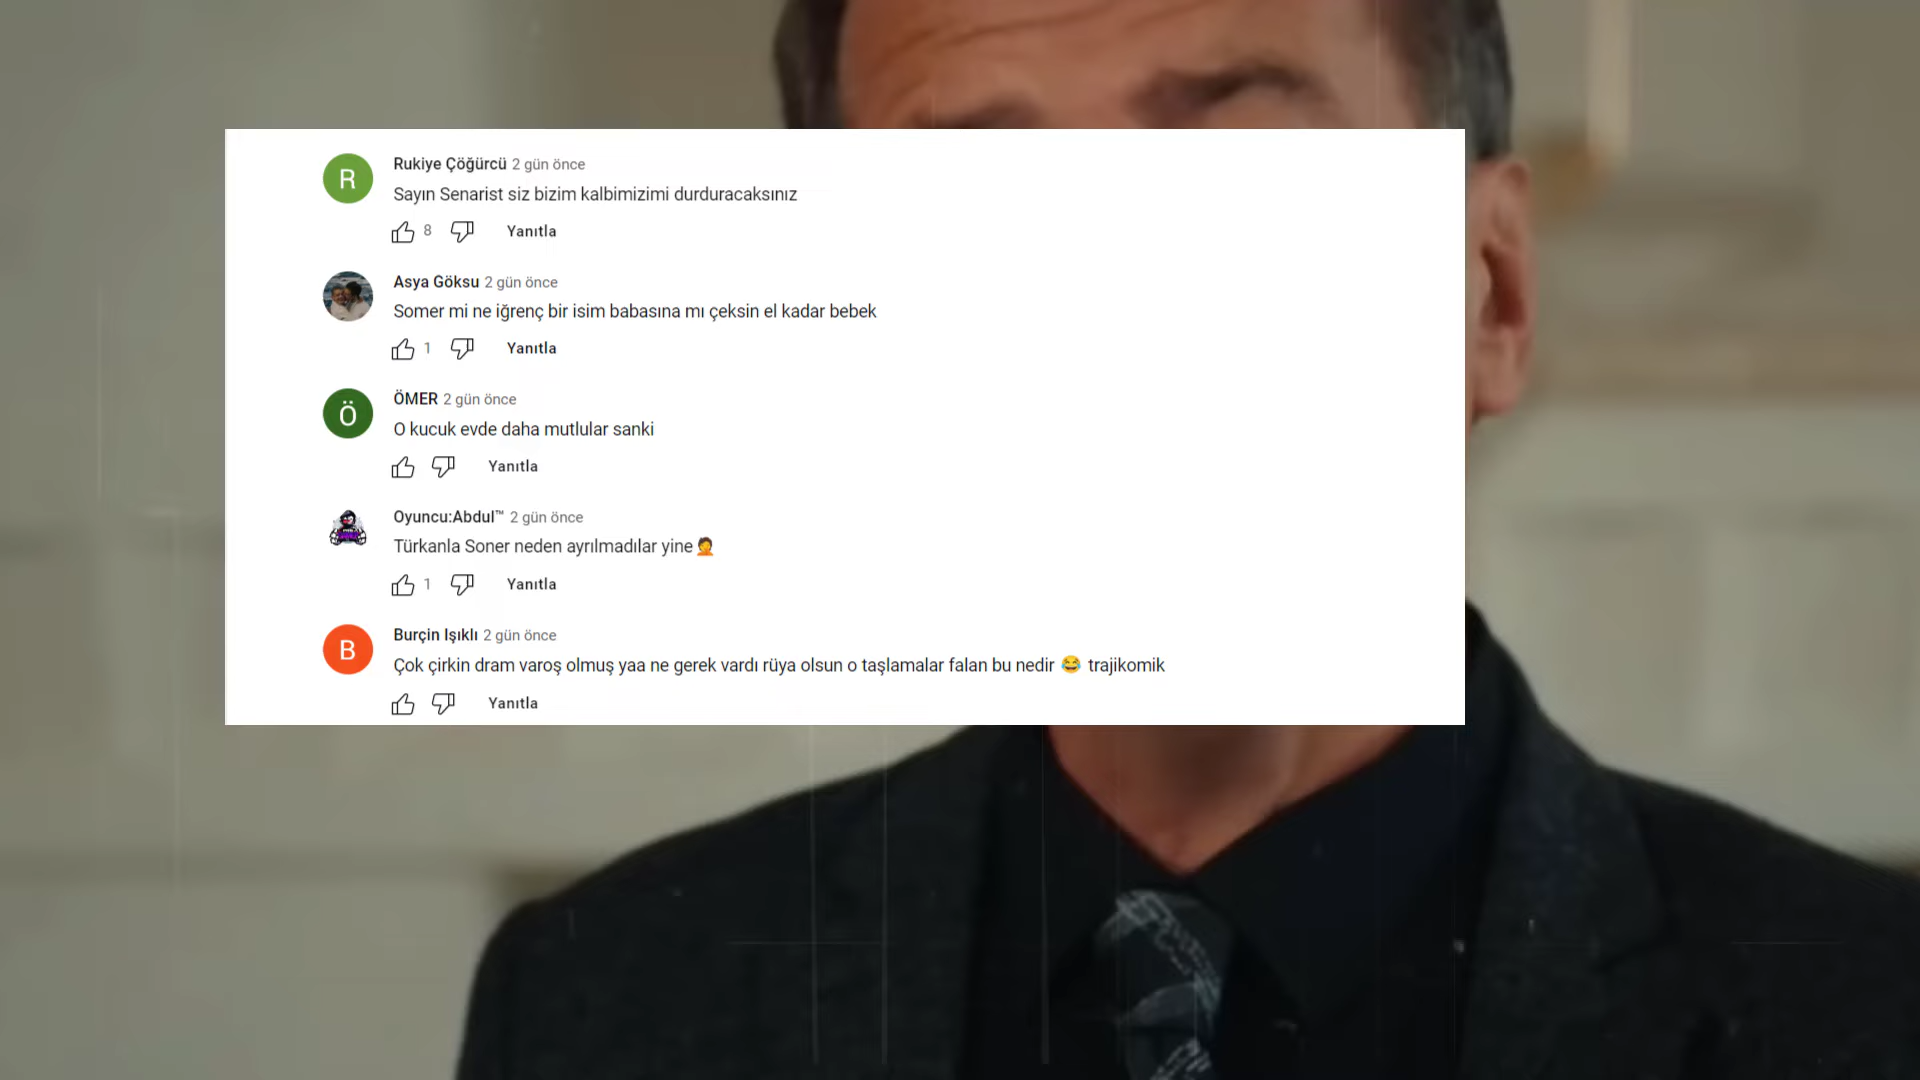 R
Rukiye Çöğürcü 2 gün önce
Sayın Senarist siz bizim kalbimizimi durduracaksınız
8 Yanıtla
Asya Göksu 2 gün önce
Somer mi ne iğrenç bir isim babasına mı çeksin el kadar bebek
1 Yanıtla
Ö
ÖMER 2 gün önce
O kucuk evde daha mutlular sanki
Yanıtla
Oyuncu:Abdul™ 2 gün önce
Türkanla Soner neden ayrılmadılar yine 🤦
1 Yanıtla
B
Burçin Işıklı 2 gün önce
Çok çirkin dram varoş olmuş yaa ne gerek vardı rüya olsun o taşlamalar falan bu nedir 😂 trajikomik
Yanıtla